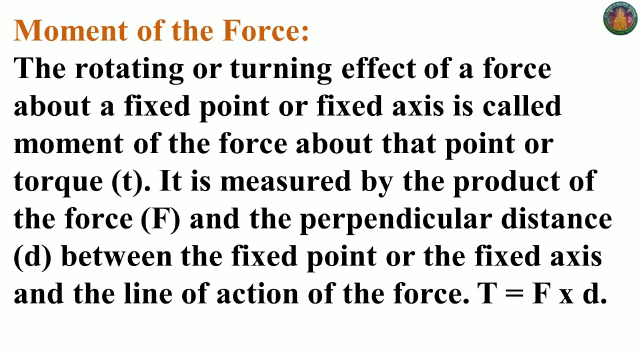 Moment of the Force:
The rotating or turning effect of a force
about a fixed point or fixed axis is called
moment of the force about that point or
torque (t). It is measured by the product of
the force (F) and the perpendicular distance
(d) between the fixed point or the fixed axis
and the line of action of the force. T = F x d.